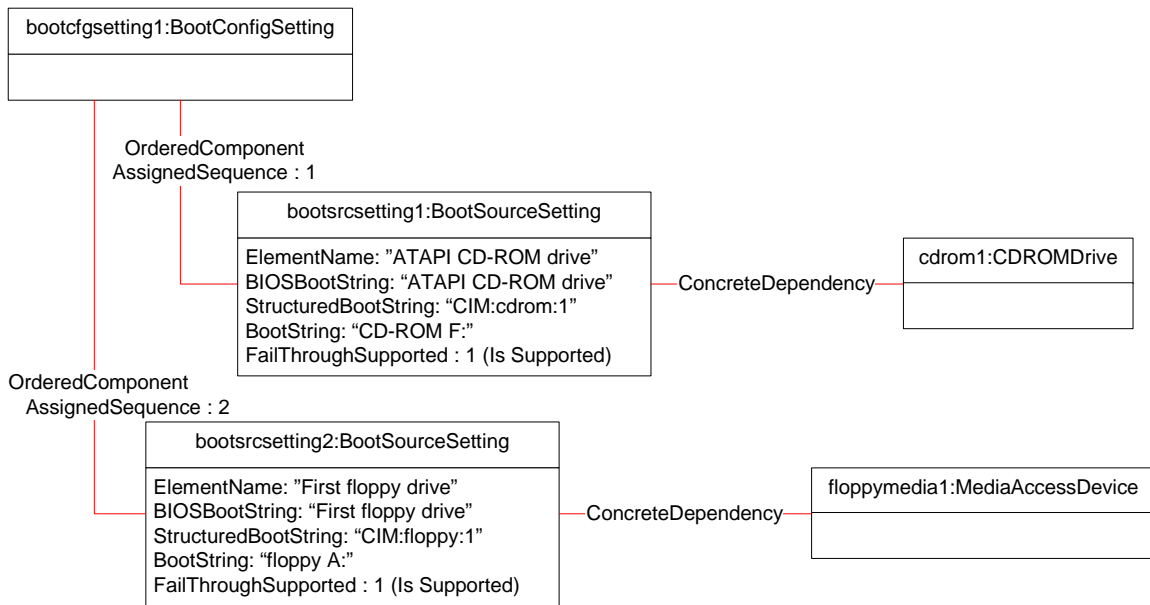 bootcfgsetting1:BootConfigSetting
OrderedComponent
AssignedSequence : 1
bootsrcsetting1:BootSourceSetting
ElementName: ”ATAPI CD-ROM drive”
BIOSBootString: “ATAPI CD-ROM drive”
StructuredBootString: “CIM:cdrom:1”
BootString: “CD-ROM F:”
FailThroughSupported : 1 (Is Supported)
ConcreteDependency
cdrom1:CDROMDrive
OrderedComponent
AssignedSequence : 2
bootsrcsetting2:BootSourceSetting
ElementName: ”First floppy drive”
BIOSBootString: “First floppy drive”
StructuredBootString: “CIM:floppy:1”
BootString: “floppy A:”
FailThroughSupported : 1 (Is Supported)
ConcreteDependency
floppymedia1:MediaAccessDevice